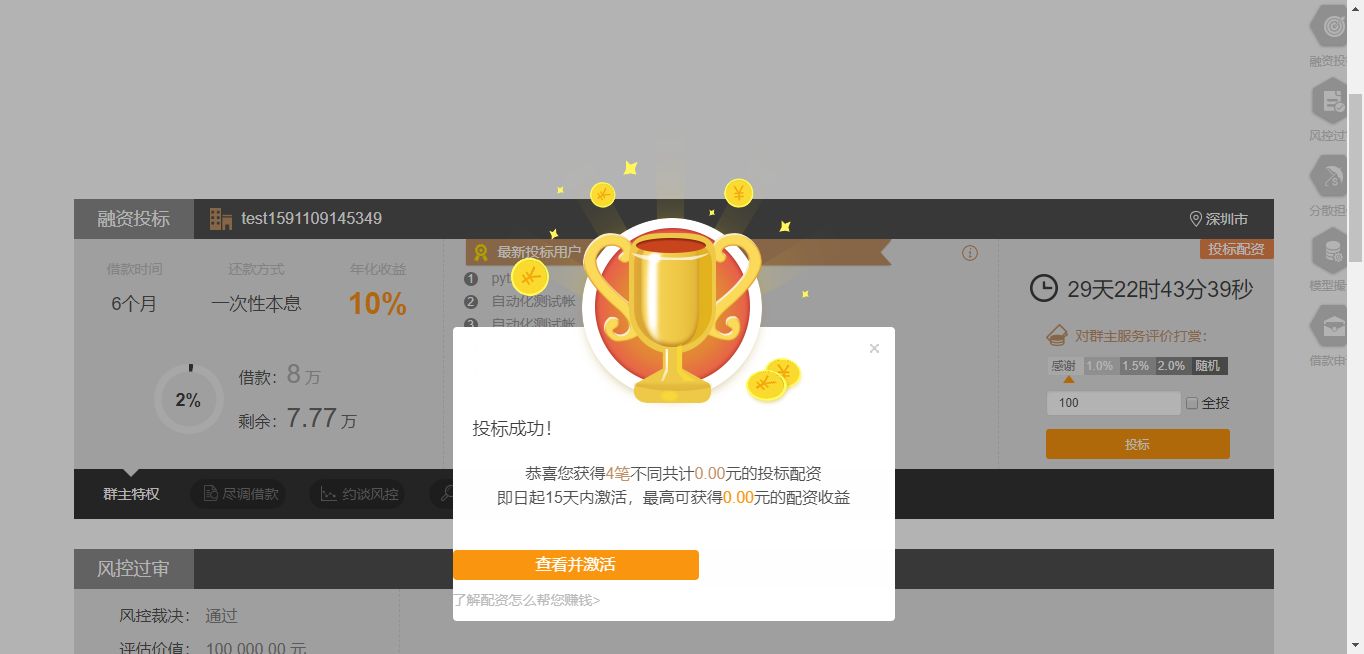 融资投标
test1591109145349
深圳市
借款时间
还款方式
年化收益
6个月
一次性本息
10%
2%
借款: 8 万
剩余: 7.77 万
最新投标用户
1 pyt
2 自动化测试帐
3 自动化测试帐
投标配资
29天22时43分39秒
对群主服务评价打赏:
感谢 1.0% 1.5% 2.0% 随机
100
全投
投标
×
投标成功!
恭喜您获得4笔不同共计0.00元的投标配资
即日起15天内激活，最高可获得0.00元的配资收益
查看并激活
了解配资怎么帮您赚钱>
群主特权
尽调借款
约谈风控
风控过审
风控裁决: 通过
评估价值: 100,000.00 元
融资投
风控过
分散担
模型操
借款由